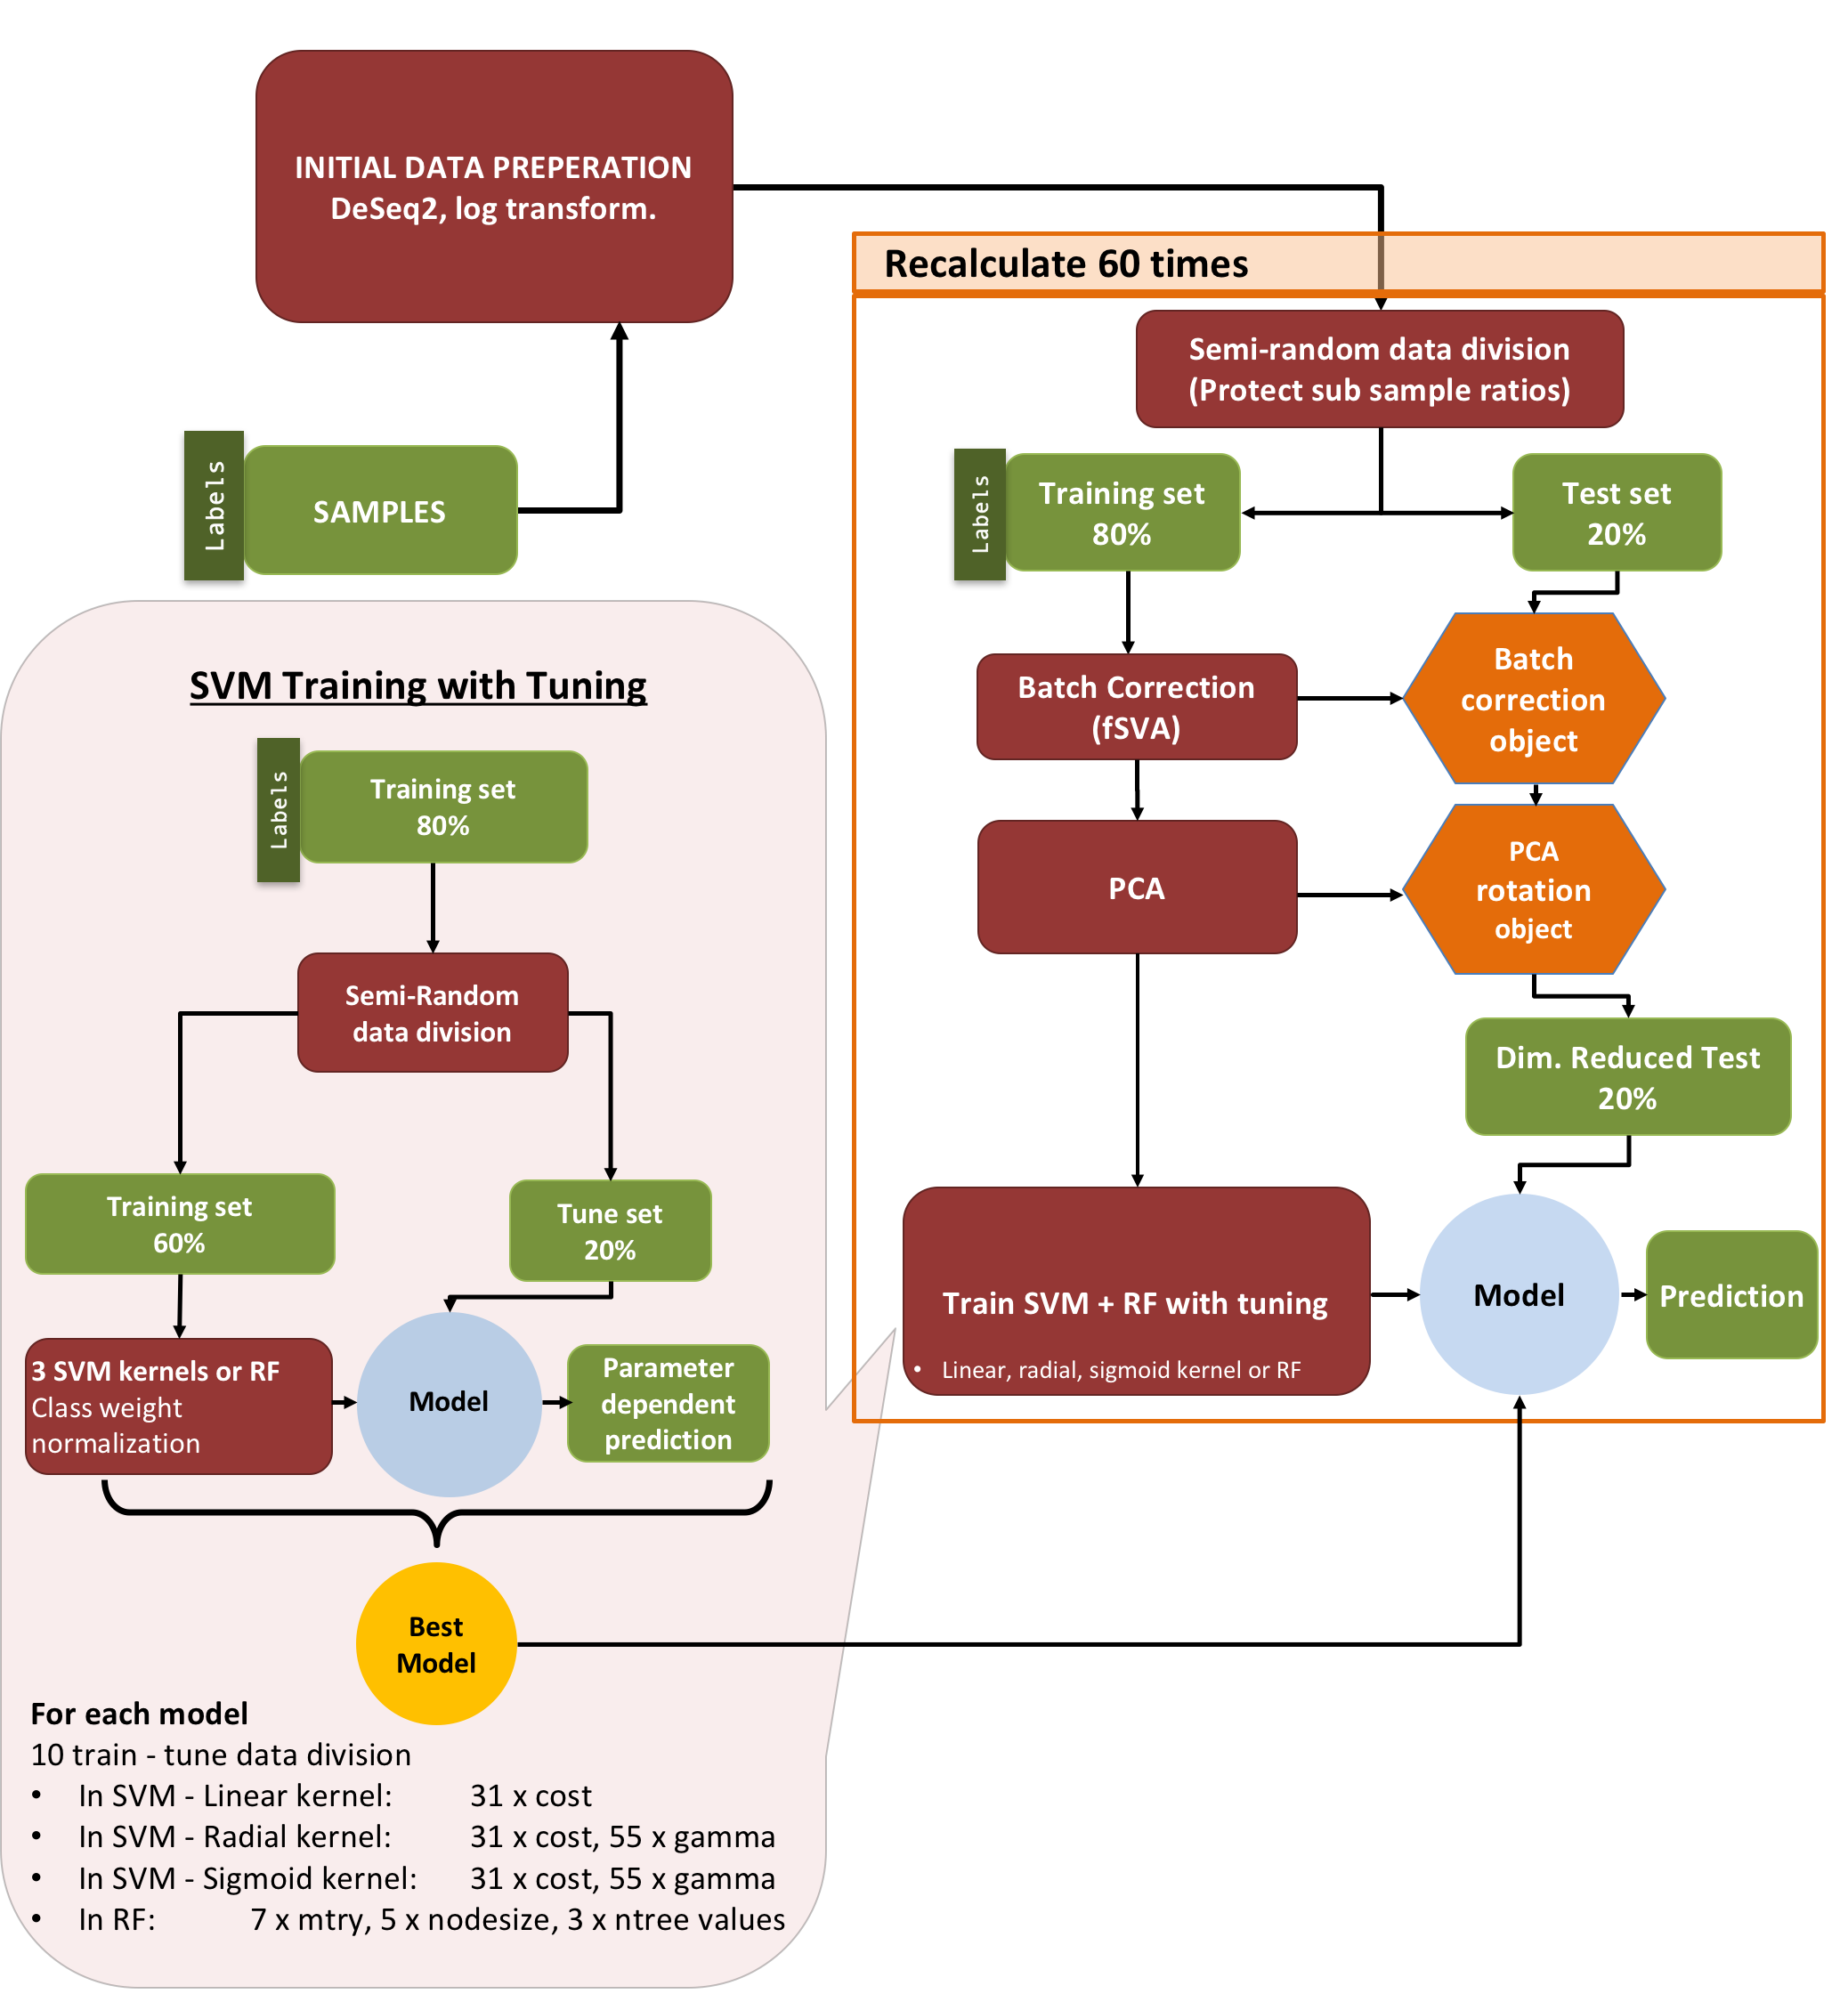 INITIAL DATA PREPERATION
DeSeq2, log transform.
Labels
SAMPLES
Recalculate 60 times
Semi-random data division
(Protect sub sample ratios)
Labels
Training set
80%
Test set
20%
Batch Correction
(fSVA)
Batch
correction
object
PCA
PCA
rotation
object
Dim. Reduced Test
20%
Train SVM + RF with tuning
• Linear, radial, sigmoid kernel or RF
Model
Prediction
SVM Training with Tuning
Labels
Training set
80%
Semi-Random
data division
Training set
60%
Tune set
20%
3 SVM kernels or RF
Class weight
normalization
Model
Parameter
dependent
prediction
Best
Model
For each model
10 train - tune data division
• In SVM - Linear kernel: 31 x cost
• In SVM - Radial kernel: 31 x cost, 55 x gamma
• In SVM - Sigmoid kernel: 31 x cost, 55 x gamma
• In RF: 7 x mtry, 5 x nodesize, 3 x ntree values